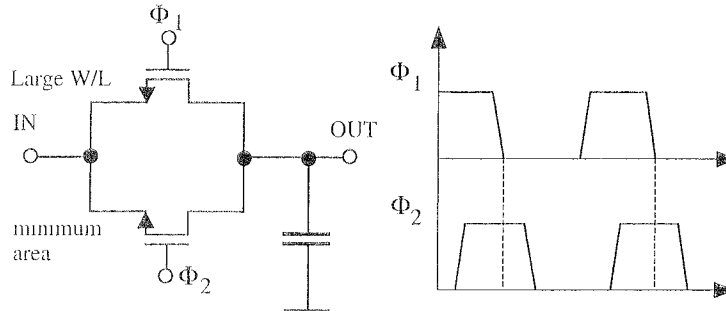 Φ1
Large W/L
IN
OUT
minimum
area
Φ2
Φ1
Φ2